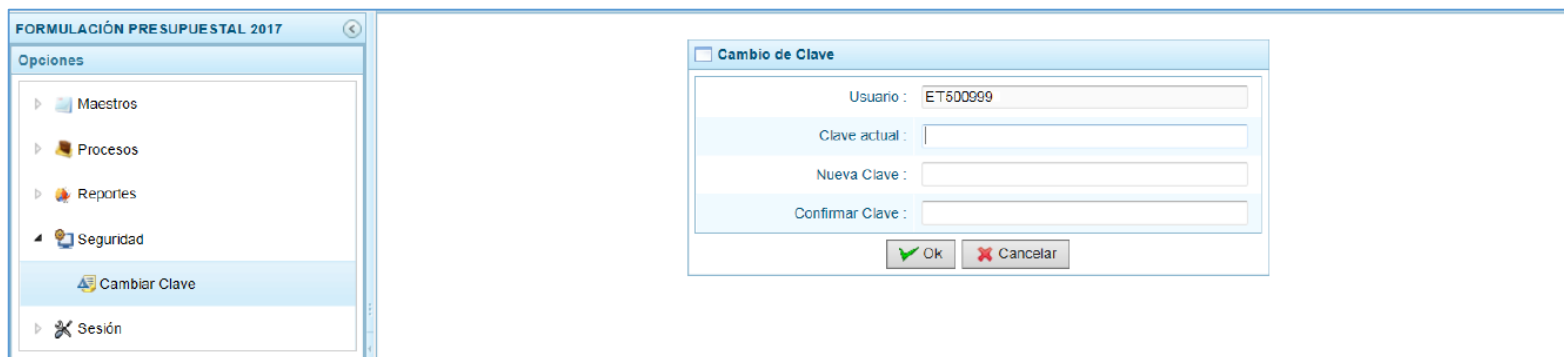 FORMULACIÓN PRESUPUESTAL 2017
Opciones
Maestros
Procesos
Reportes
Seguridad
Cambiar Clave
Sesión
Cambio de Clave
Usuario : ET500999
Clave actual :
Nueva Clave :
Confirmar Clave :
Ok Cancelar